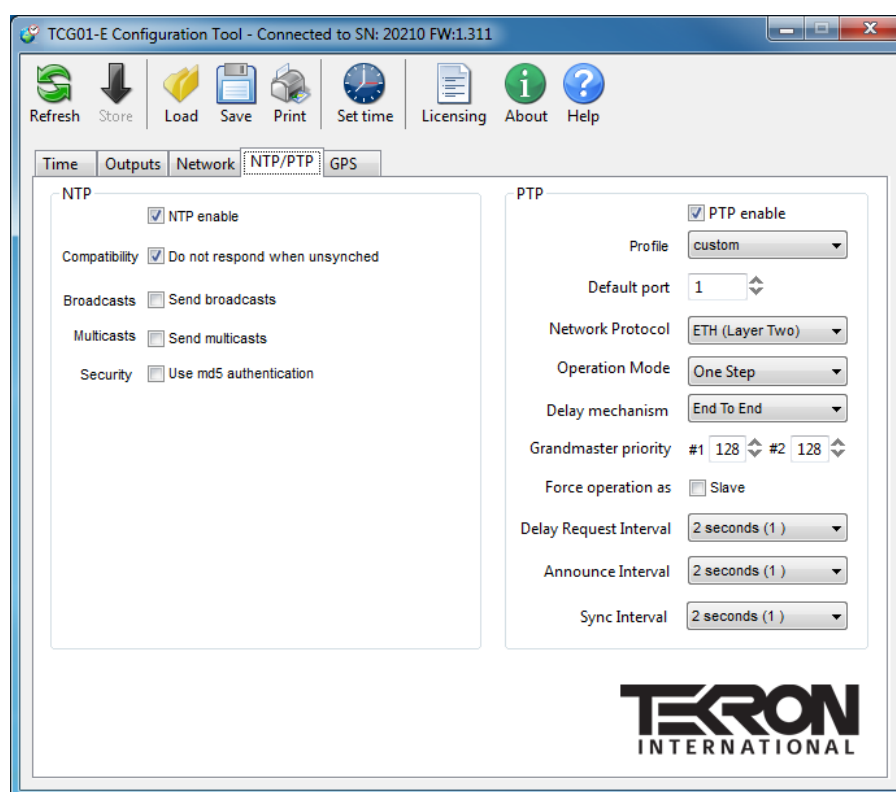 TCG01-E Configuration Tool - Connected to SN: 20210 FW:1.311
Refresh Store Load Save Print Set time Licensing About Help
Time Outputs Network NTP/PTP GPS
NTP
NTP enable
Compatibility Do not respond when unsynched
Broadcasts Send broadcasts
Multicasts Send multicasts
Security Use md5 authentication
PTP
PTP enable
Profile custom
Default port 1
Network Protocol ETH (Layer Two)
Operation Mode One Step
Delay mechanism End To End
Grandmaster priority #1 128 #2 128
Force operation as Slave
Delay Request Interval 2 seconds (1 )
Announce Interval 2 seconds (1 )
Sync Interval 2 seconds (1 )
TEKRON
INTERNATIONAL